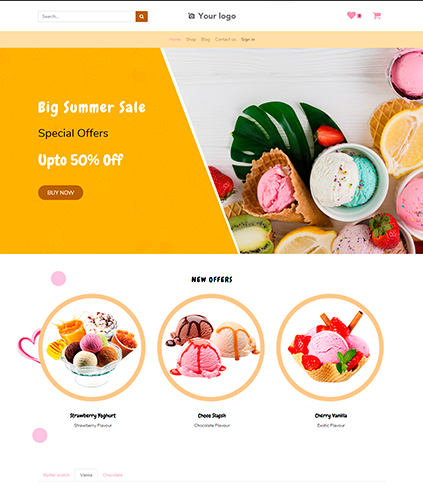 Search...
Your logo
0
Home Shop Blog Contact us Sign in
Big Summer Sale
Special Offers
Upto 50% Off
BUY NOW
NEW OFFERS
Strawberry Yoghurt
Strawberry Flavour
Choco Slapsh
Chocolate Flavour
Cherry Vanilla
Exotic Flavour
Butter-scotch Vanila Chocolate